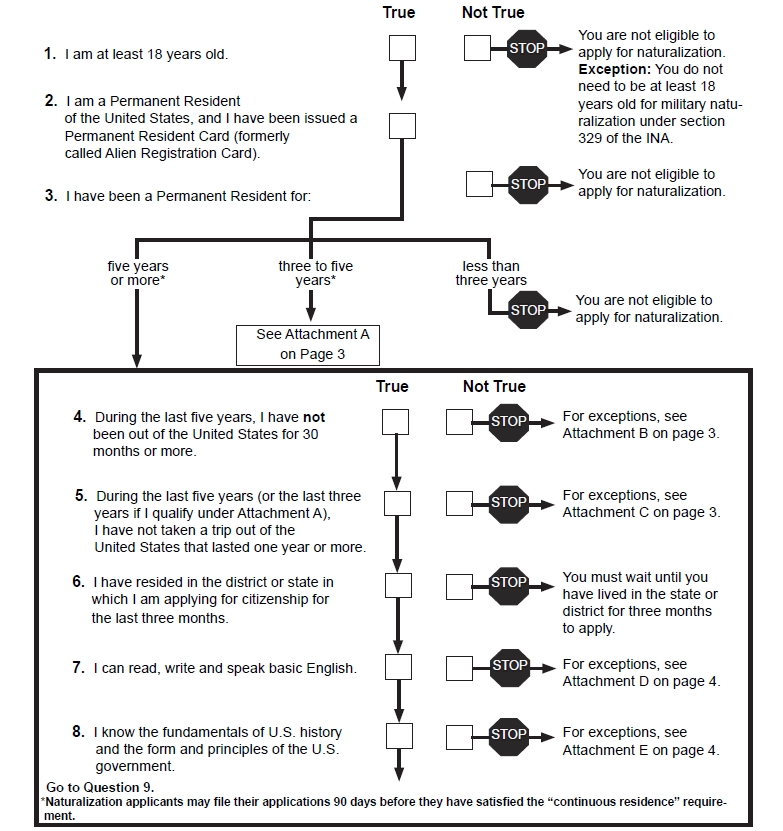 True Not True
1. I am at least 18 years old.
STOP
You are not eligible to
apply for naturalization.
Exception: You do not
need to be at least 18
years old for military natu-
ralization under section
329 of the INA.
2. I am a Permanent Resident
of the United States, and I have been issued a
Permanent Resident Card (formerly
called Alien Registration Card).
STOP
You are not eligible to
apply for naturalization.
3. I have been a Permanent Resident for:
five years
or more*
three to five
years*
See Attachment A
on Page 3
less than
three years
STOP
You are not eligible to
apply for naturalization.
True Not True
4. During the last five years, I have not
been out of the United States for 30
months or more.
STOP
For exceptions, see
Attachment B on page 3.
5. During the last five years (or the last three
years if I qualify under Attachment A),
I have not taken a trip out of the
United States that lasted one year or more.
STOP
For exceptions, see
Attachment C on page 3.
6. I have resided in the district or state in
which I am applying for citizenship for
the last three months.
STOP
You must wait until you
have lived in the state or
district for three months
to apply.
7. I can read, write and speak basic English.
STOP
For exceptions, see
Attachment D on page 4.
8. I know the fundamentals of U.S. history
and the form and principles of the U.S.
government.
STOP
For exceptions, see
Attachment E on page 4.
Go to Question 9.
*Naturalization applicants may file their applications 90 days before they have satisfied the “continuous residence” require-
ment.